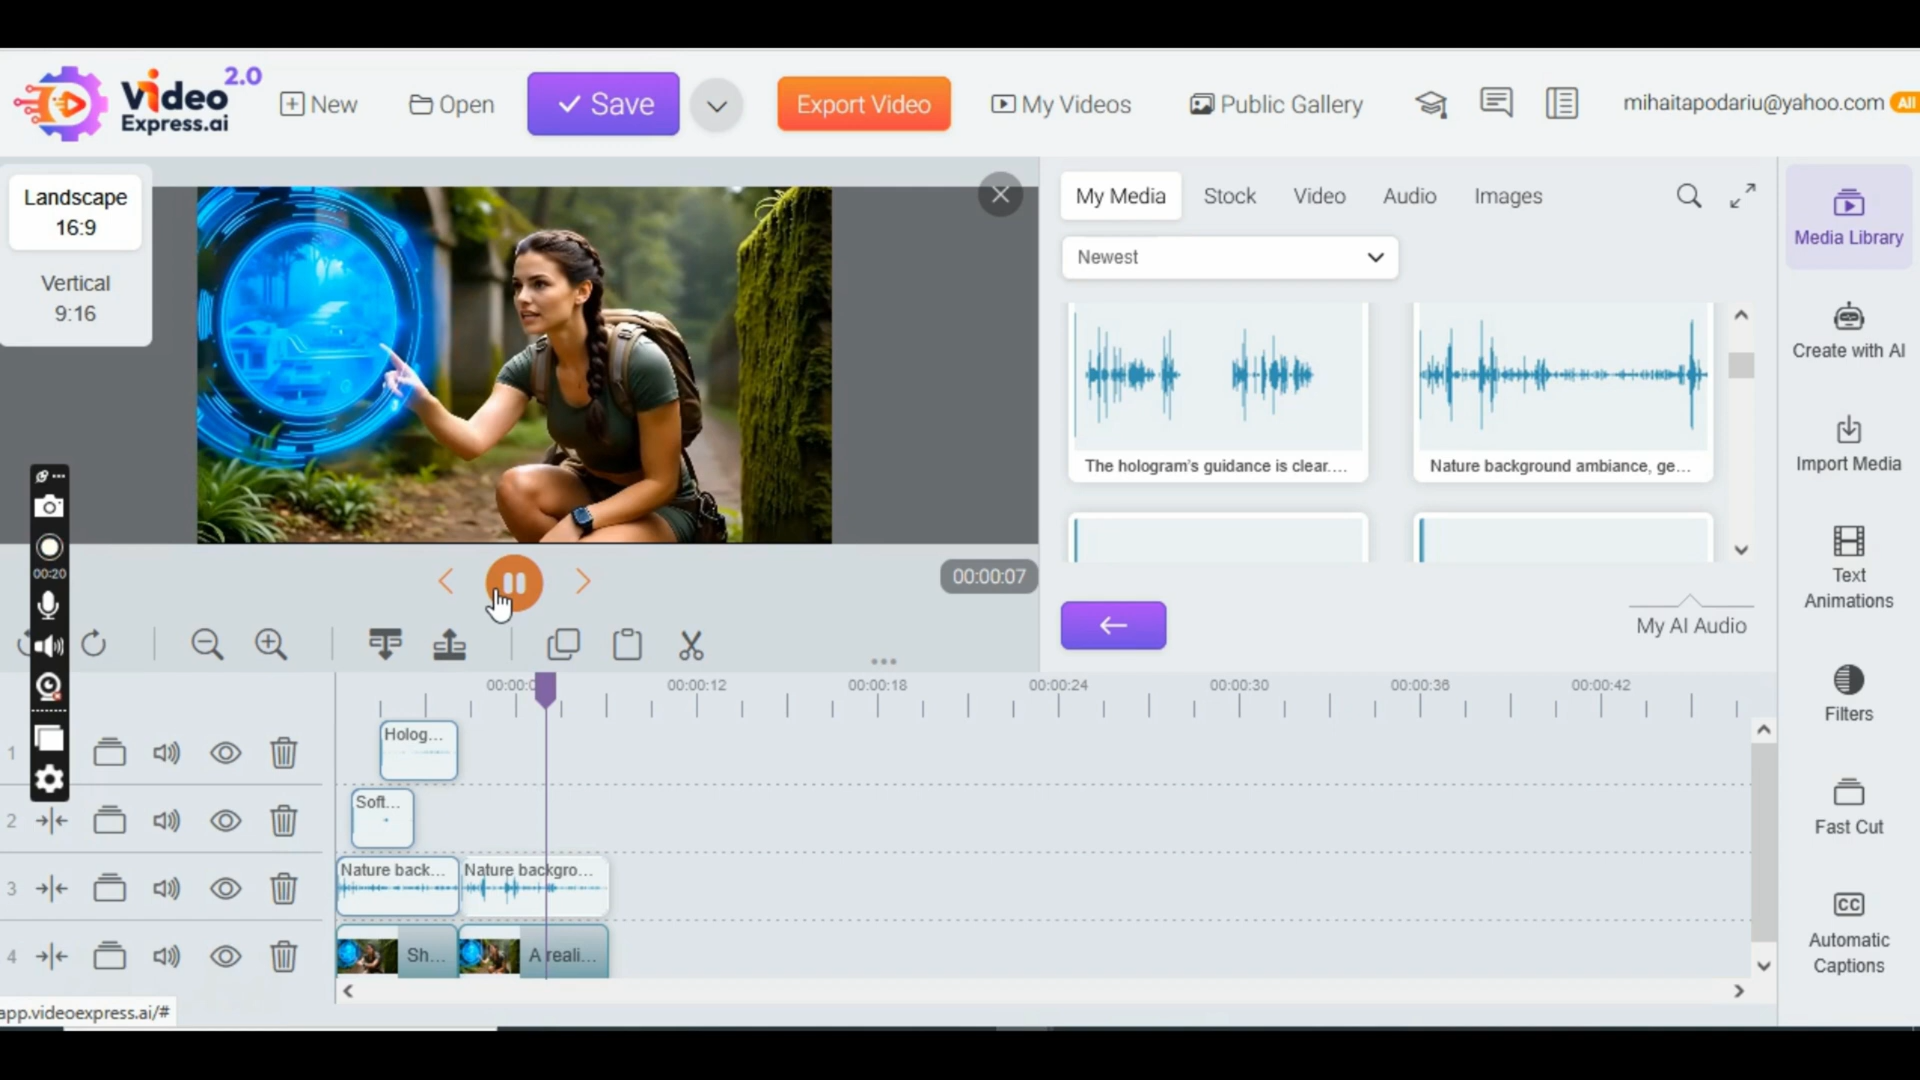 Video 2.0
Express.ai
New
Open
Save
Export Video
My Videos
Public Gallery
mihaitapodariu@yahoo.com
All
Landscape
16:9
Vertical
9:16
My Media
Stock
Video
Audio
Images
Newest
The hologram's guidance is clear....
Nature background ambiance, ge...
My AI Audio
Media Library
Create with AI
Import Media
Text
Animations
Filters
Fast Cut
CC
Automatic
Captions
00:20
00:00:07
00:00:12
00:00:18
00:00:24
00:00:30
00:00:36
00:00:42
1
Holog...
2
Soft...
3
Nature back...
Nature backgro...
4
Sh...
A reali...
app.videoexpress.ai/#